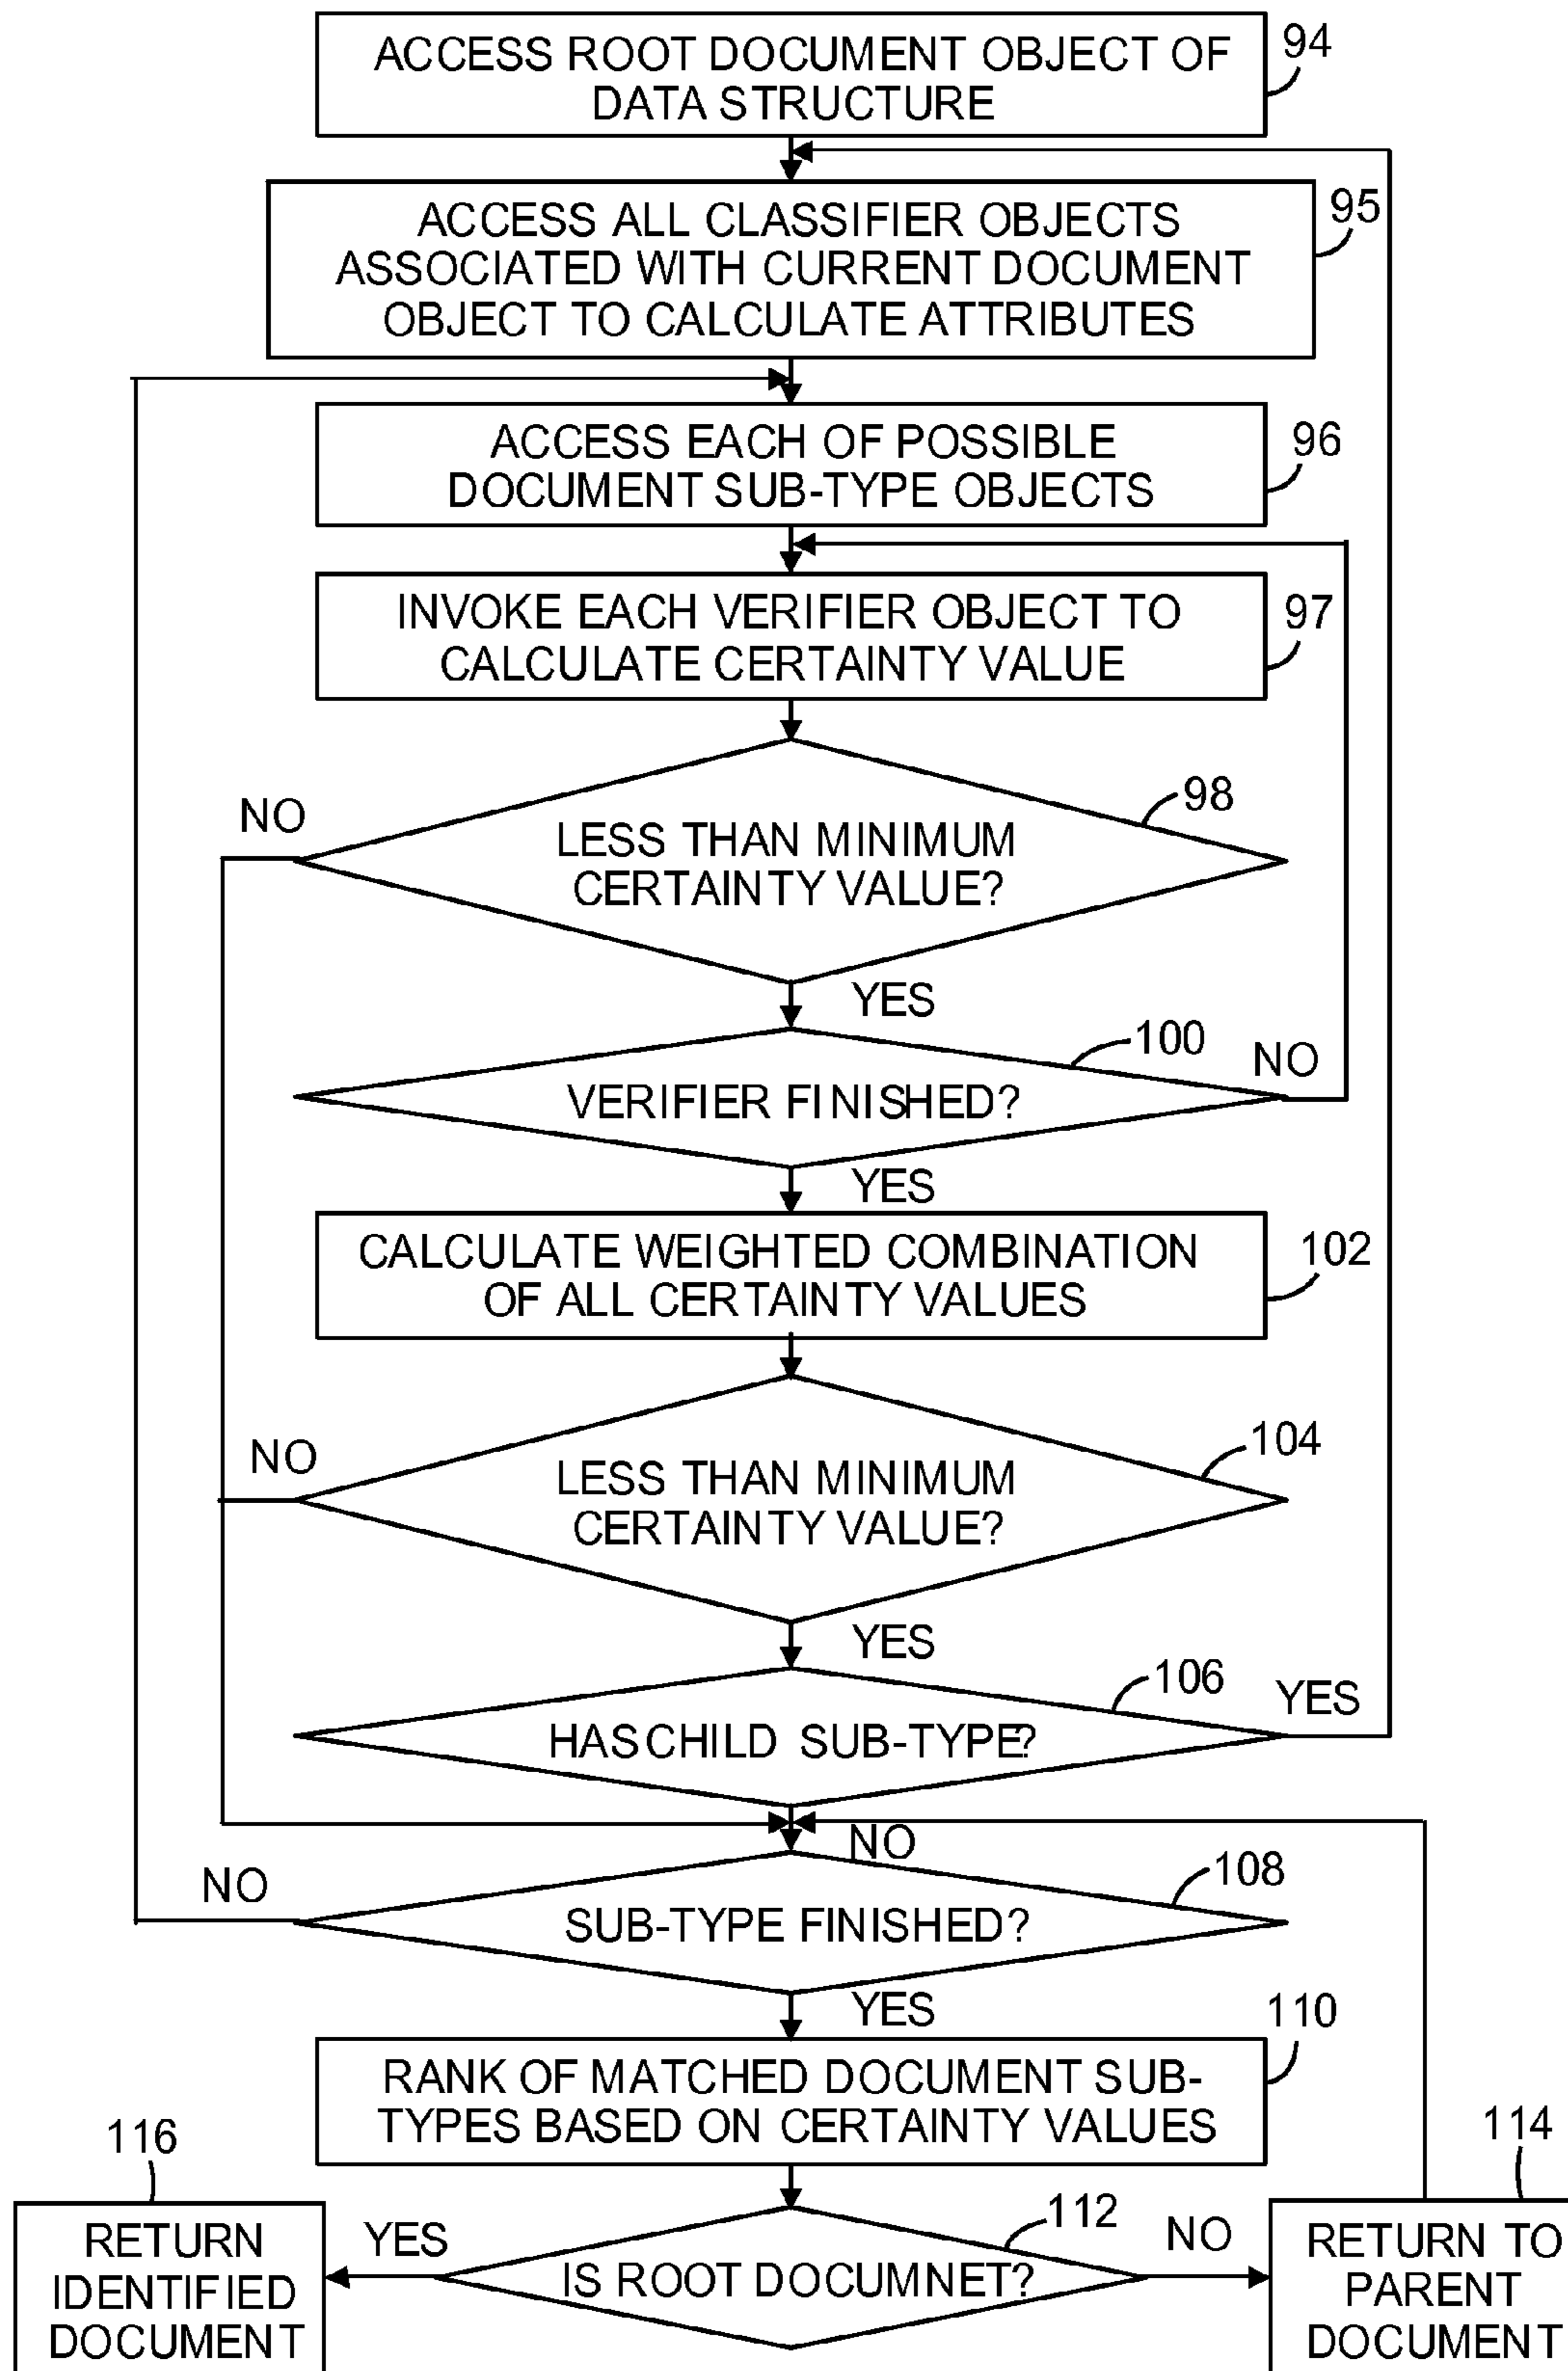 ACCESS ROOT DOCUMENT OBJECT OF
DATA STRUCTURE
94
ACCESS ALL CLASSIFIER OBJECTS
ASSOCIATED WITH CURRENT DOCUMENT
OBJECT TO CALCULATE ATTRIBUTES
95
ACCESS EACH OF POSSIBLE
DOCUMENT SUB-TYPE OBJECTS
96
INVOKE EACH VERIFIER OBJECT TO
CALCULATE CERTAINTY VALUE
97
NO
98
LESS THAN MINIMUM
CERTAINTY VALUE?
YES
100
NO
VERIFIER FINISHED?
YES
CALCULATE WEIGHTED COMBINATION
OF ALL CERTAINTY VALUES
102
NO
104
LESS THAN MINIMUM
CERTAINTY VALUE?
YES
106
YES
HAS CHILD SUB-TYPE?
NO
NO
108
SUB-TYPE FINISHED?
YES
110
RANK OF MATCHED DOCUMENT SUB-
TYPES BASED ON CERTAINTY VALUES
116
114
112
YES
NO
IS ROOT DOCUMNET?
RETURN
IDENTIFIED
DOCUMENT
RETURN TO
PARENT
DOCUMENT